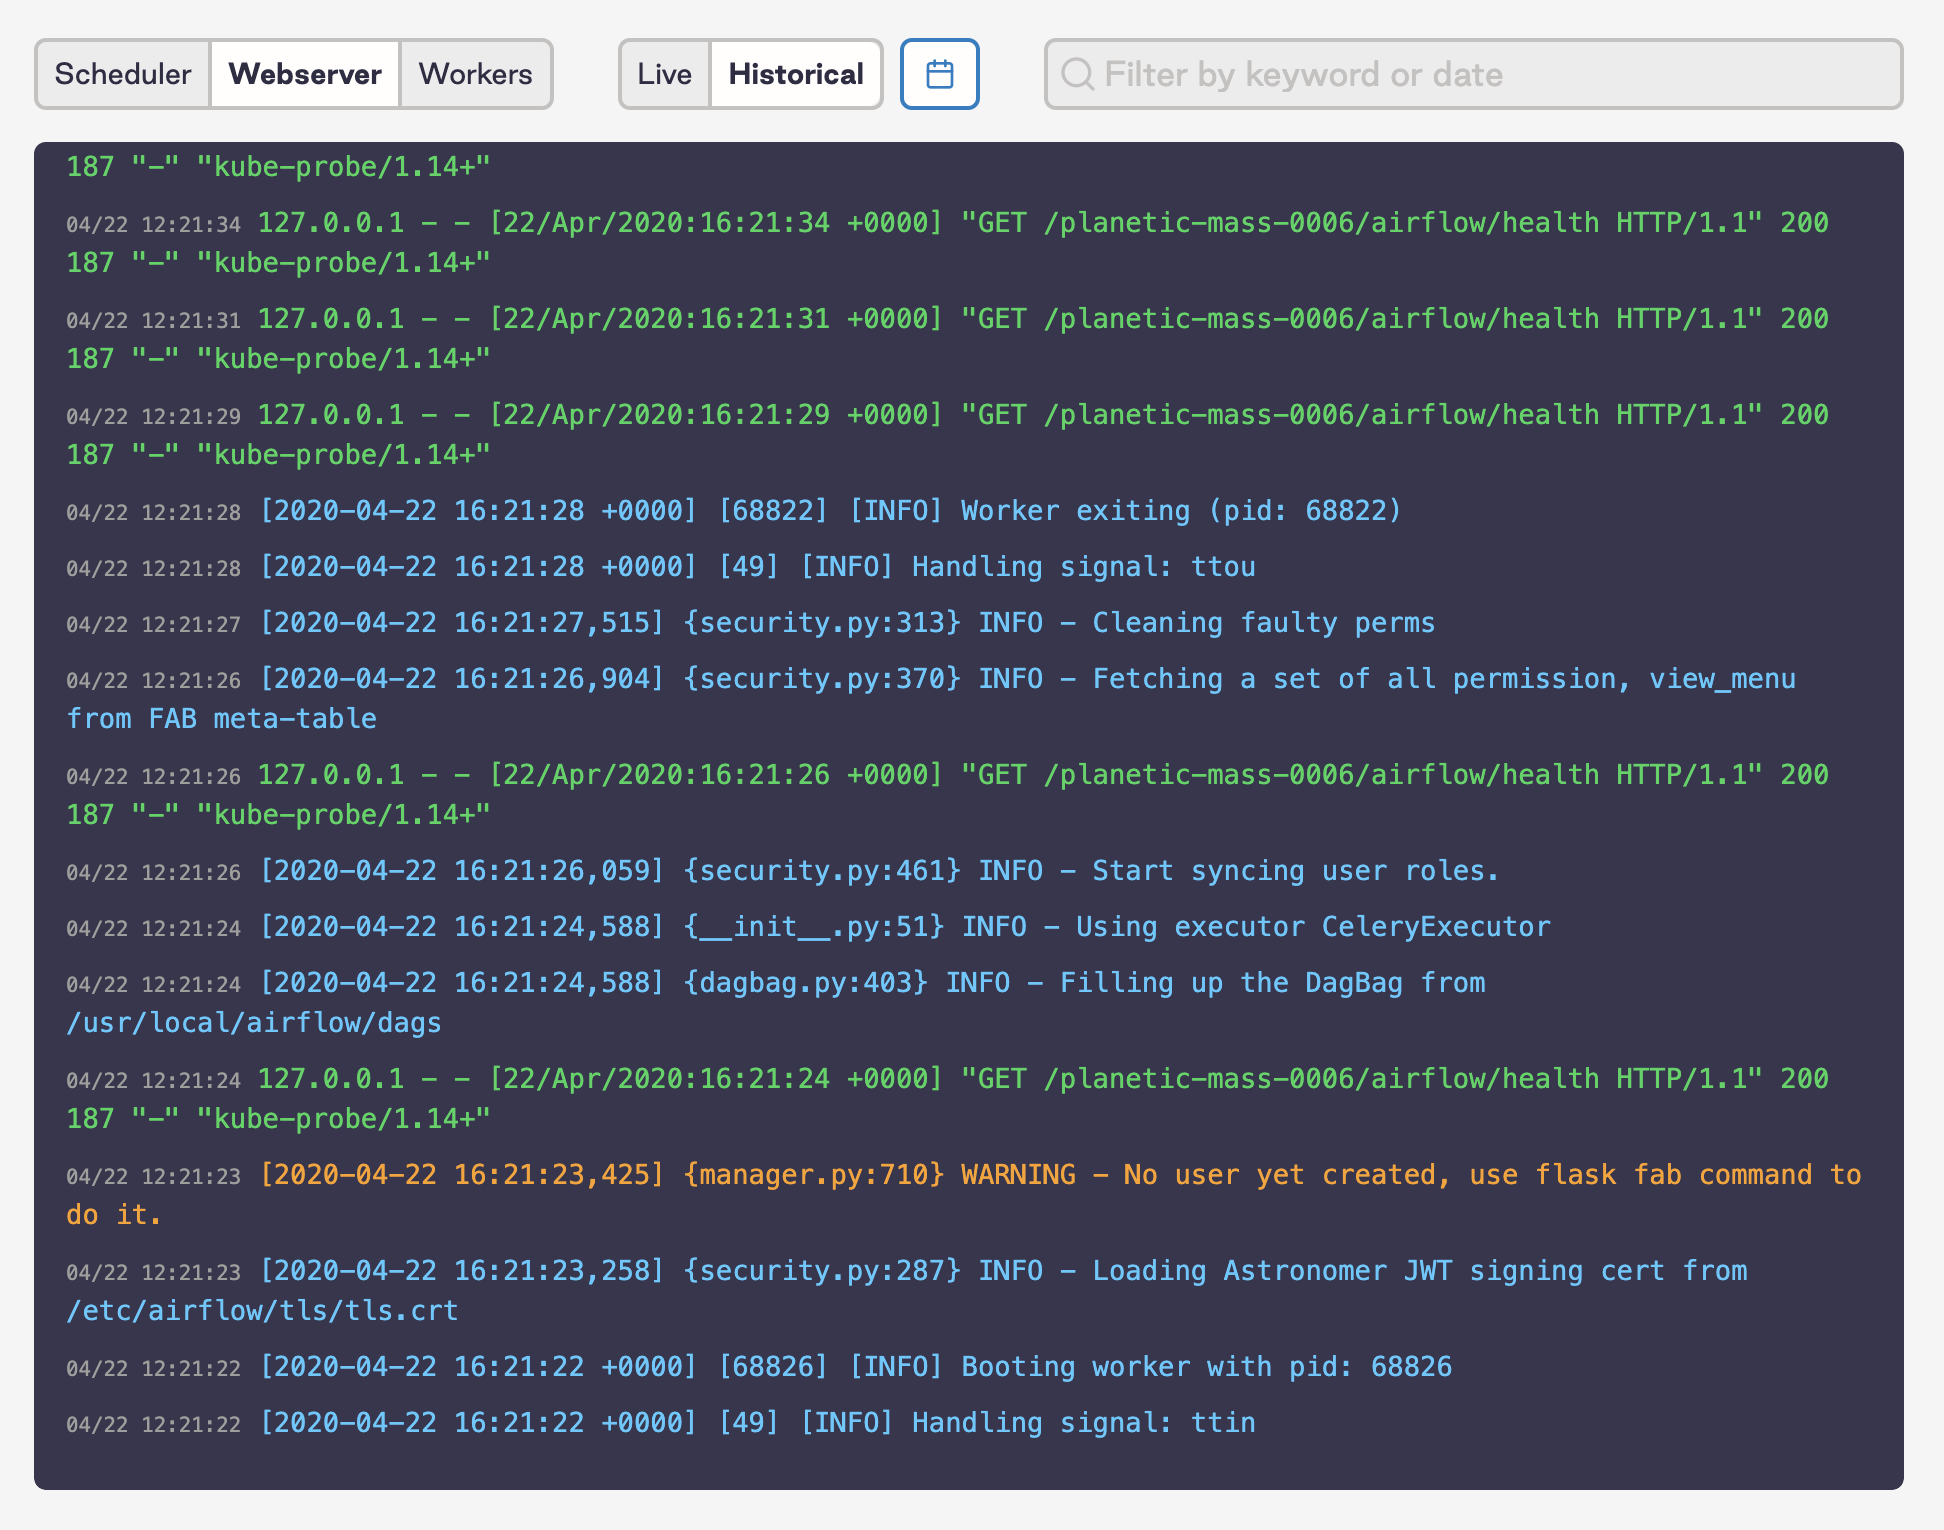 Scheduler Webserver Workers Live Historical Filter by keyword or date
187 "-" "kube-probe/1.14+"
04/22 12:21:34 127.0.0.1 - - [22/Apr/2020:16:21:34 +0000] "GET /planetic-mass-0006/airflow/health HTTP/1.1" 200
187 "-" "kube-probe/1.14+"
04/22 12:21:31 127.0.0.1 - - [22/Apr/2020:16:21:31 +0000] "GET /planetic-mass-0006/airflow/health HTTP/1.1" 200
187 "-" "kube-probe/1.14+"
04/22 12:21:29 127.0.0.1 - - [22/Apr/2020:16:21:29 +0000] "GET /planetic-mass-0006/airflow/health HTTP/1.1" 200
187 "-" "kube-probe/1.14+"
04/22 12:21:28 [2020-04-22 16:21:28 +0000] [68822] [INFO] Worker exiting (pid: 68822)
04/22 12:21:28 [2020-04-22 16:21:28 +0000] [49] [INFO] Handling signal: ttou
04/22 12:21:27 [2020-04-22 16:21:27,515] {security.py:313} INFO - Cleaning faulty perms
04/22 12:21:26 [2020-04-22 16:21:26,904] {security.py:370} INFO - Fetching a set of all permission, view_menu
from FAB meta-table
04/22 12:21:26 127.0.0.1 - - [22/Apr/2020:16:21:26 +0000] "GET /planetic-mass-0006/airflow/health HTTP/1.1" 200
187 "-" "kube-probe/1.14+"
04/22 12:21:26 [2020-04-22 16:21:26,059] {security.py:461} INFO - Start syncing user roles.
04/22 12:21:24 [2020-04-22 16:21:24,588] {__init__.py:51} INFO - Using executor CeleryExecutor
04/22 12:21:24 [2020-04-22 16:21:24,588] {dagbag.py:403} INFO - Filling up the DagBag from
/usr/local/airflow/dags
04/22 12:21:24 127.0.0.1 - - [22/Apr/2020:16:21:24 +0000] "GET /planetic-mass-0006/airflow/health HTTP/1.1" 200
187 "-" "kube-probe/1.14+"
04/22 12:21:23 [2020-04-22 16:21:23,425] {manager.py:710} WARNING - No user yet created, use flask fab command to
do it.
04/22 12:21:23 [2020-04-22 16:21:23,258] {security.py:287} INFO - Loading Astronomer JWT signing cert from
/etc/airflow/tls/tls.crt
04/22 12:21:22 [2020-04-22 16:21:22 +0000] [68826] [INFO] Booting worker with pid: 68826
04/22 12:21:22 [2020-04-22 16:21:22 +0000] [49] [INFO] Handling signal: ttin